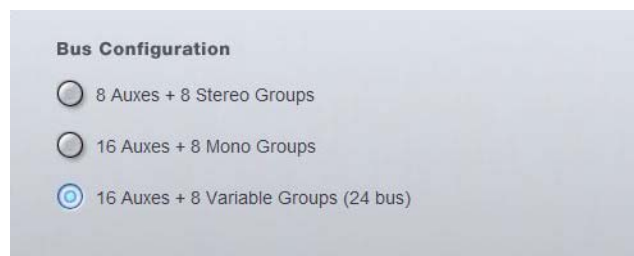 Bus Configuration
8 Auxes + 8 Stereo Groups
16 Auxes + 8 Mono Groups
16 Auxes + 8 Variable Groups (24 bus)